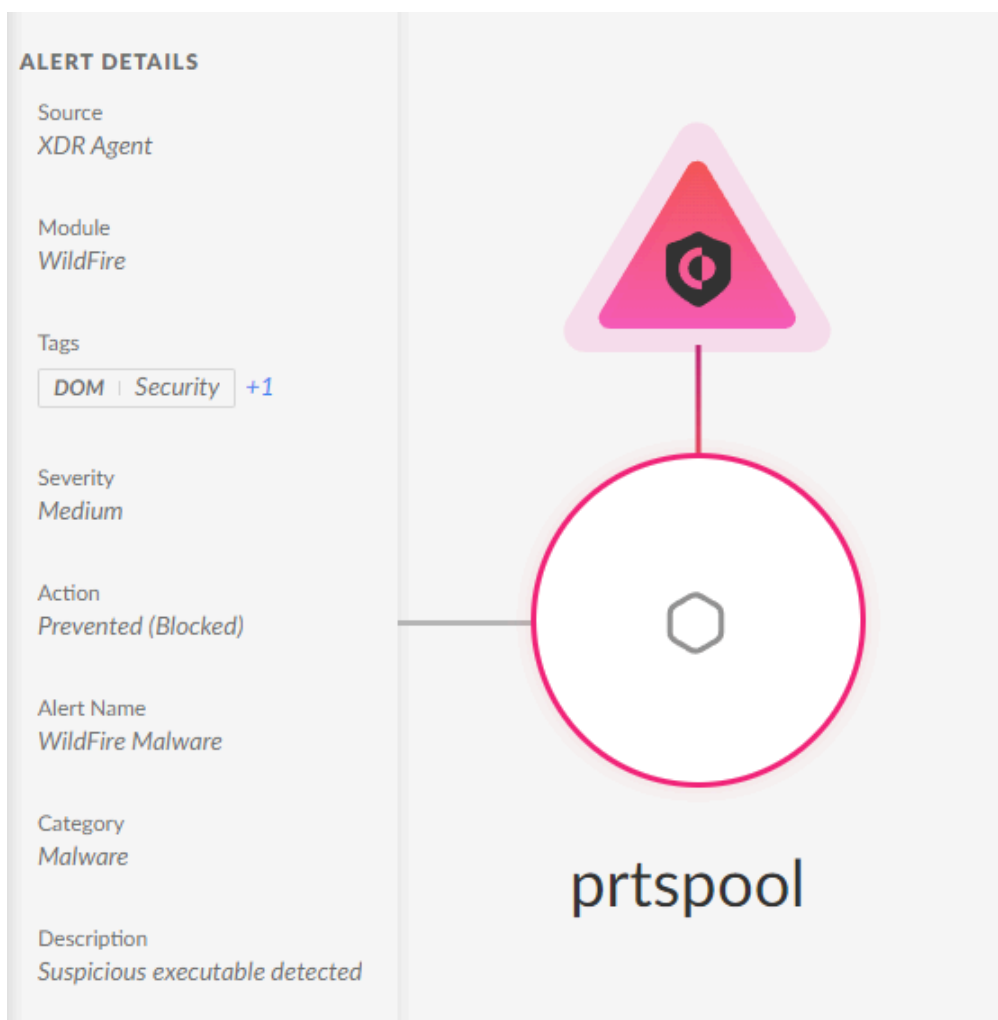 ALERT DETAILS
Source
XDR Agent
Module
WildFire
Tags
DOM Security +1
Severity
Medium
Action
Prevented (Blocked)
Alert Name
WildFire Malware
Category
Malware
Description
Suspicious executable detected
prtspool